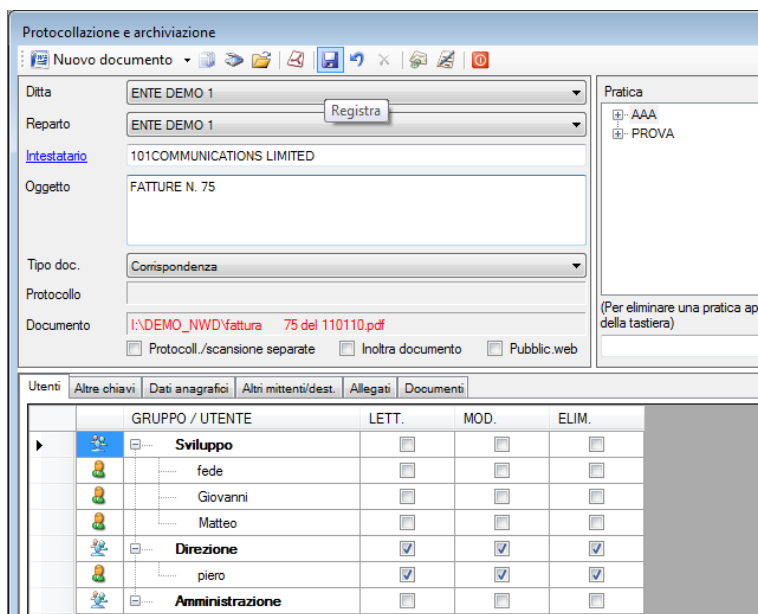 Protocollazione e archiviazione
Nuovo documento
Ditta
ENTE DEMO 1
Registra
Reparto
ENTE DEMO 1
Intestatario
101COMMUNICATIONS LIMITED
Oggetto
FATTURE N. 75
Tipo doc.
Corrispondenza
Protocollo
Documento
I:\DEMO_NWD\fattura 75 del 110110.pdf
Protocoll./scansione separate Inoltra documento Pubblic.web
Pratica
AAA
PROVA
(Per eliminare una pratica ap
della tastiera)
Utenti Altre chiavi Dati anagrafici Altri mittenti/dest. Allegati Documenti
GRUPPO / UTENTE LETT. MOD. ELIM.
Sviluppo
fede
Giovanni
Matteo
Direzione
piero
Amministrazione